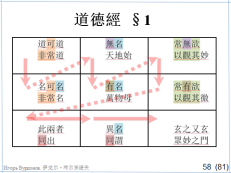 道德經 §1
道可道
非常道
無名
天地始
常無欲
以觀其妙
名可名
非常名
有名
萬物母
常有欲
以觀其徼
此兩者
同出
異名
同謂
玄之又玄
眾妙之門
58 (81)